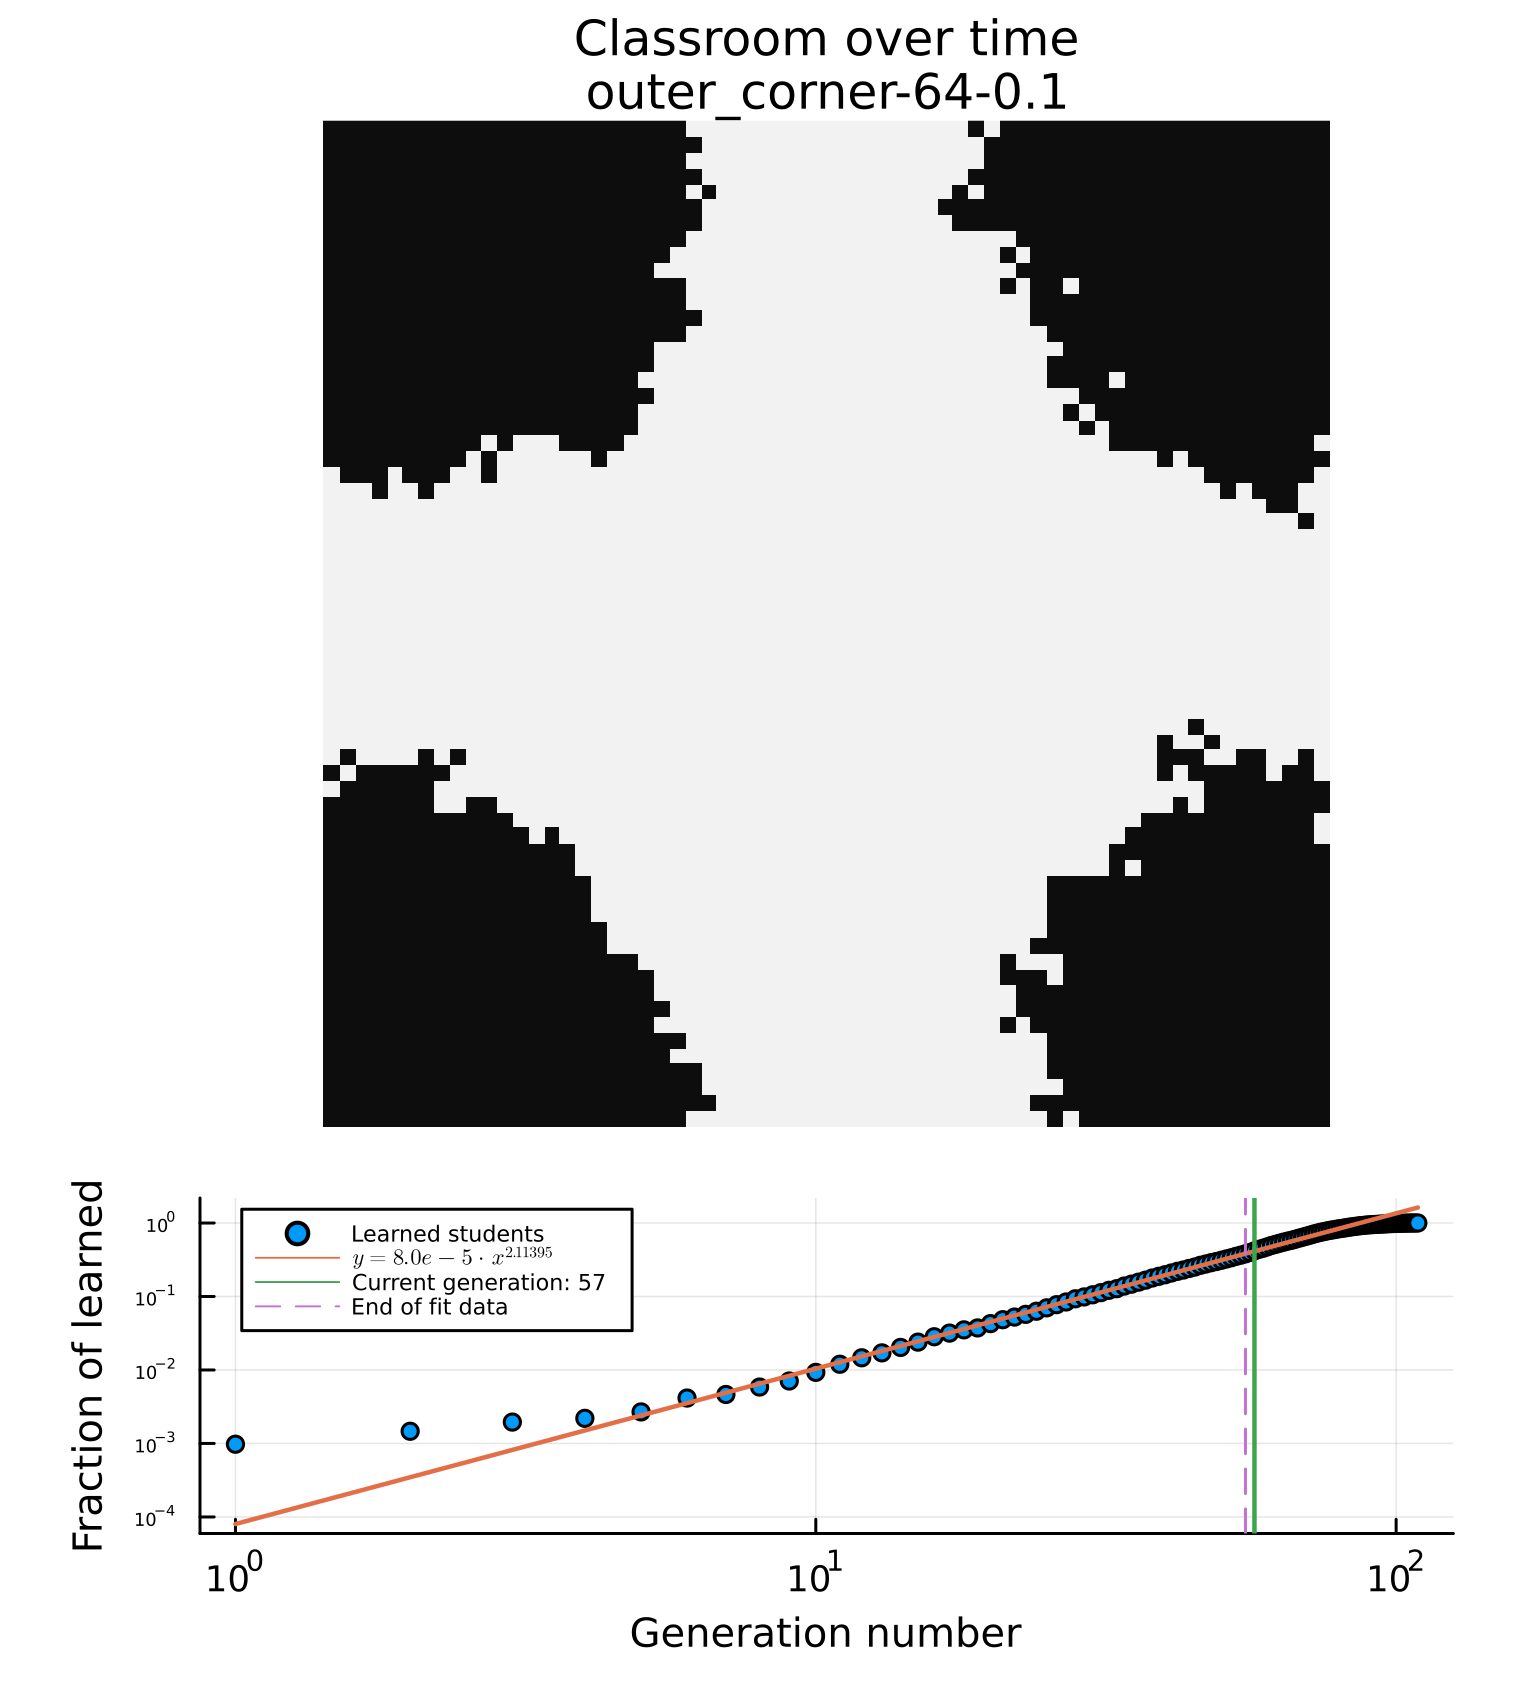 Classroom over time
outer_corner-64-0.1
Fraction of learned
10^0
10^-1
10^-2
10^-3
10^-4
Learned students
y = 8.0e − 5 · x^2.11395
Current generation: 57
End of fit data
10^0 10^1 10^2
Generation number